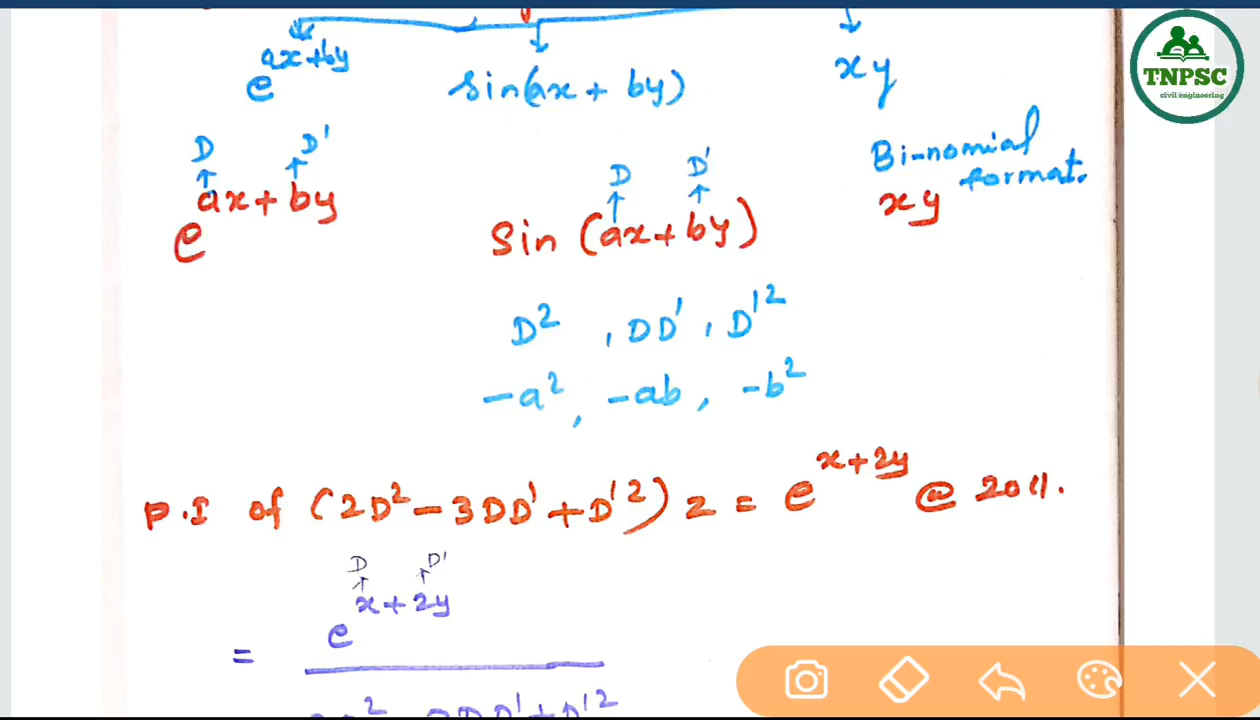 e^(ax+by)
sin(ax + by)
xy
TNPSC
civil engineering
D D'
e^(ax+by)
D D'
sin (ax+by)
Bi-nomial
format.
xy
D², DD', D'²
-a², -ab, -b²
P.I of (2D² - 3DD' + D'²) z = e^(x+2y) @ 2011.
D D'
= e^(x+2y)